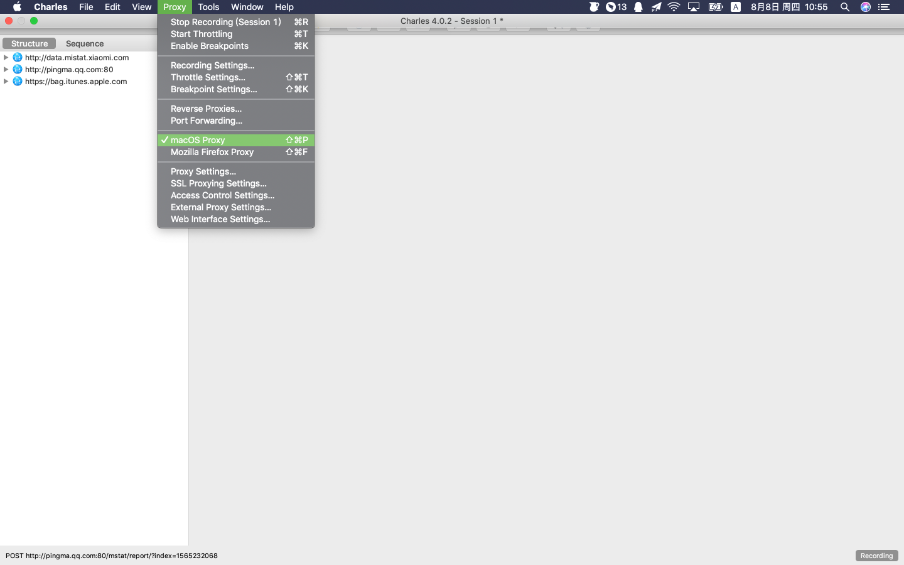 Charles File Edit View Proxy Tools Window Help 13 A 8月8日 周四 10:55
Charles 4.0.2 - Session 1 *
Structure Sequence
http://data.mistat.xiaomi.com
http://pingma.qq.com:80
https://bag.itunes.apple.com
Stop Recording (Session 1) ⌘R
Start Throttling ⌘T
Enable Breakpoints ⌘K
Recording Settings...
Throttle Settings... ⇧⌘T
Breakpoint Settings... ⇧⌘K
Reverse Proxies...
Port Forwarding...
✓ macOS Proxy ⇧⌘P
Mozilla Firefox Proxy ⇧⌘F
Proxy Settings...
SSL Proxying Settings...
Access Control Settings...
External Proxy Settings...
Web Interface Settings...
POST http://pingma.qq.com:80/mstat/report/?index=1565232068
Recording